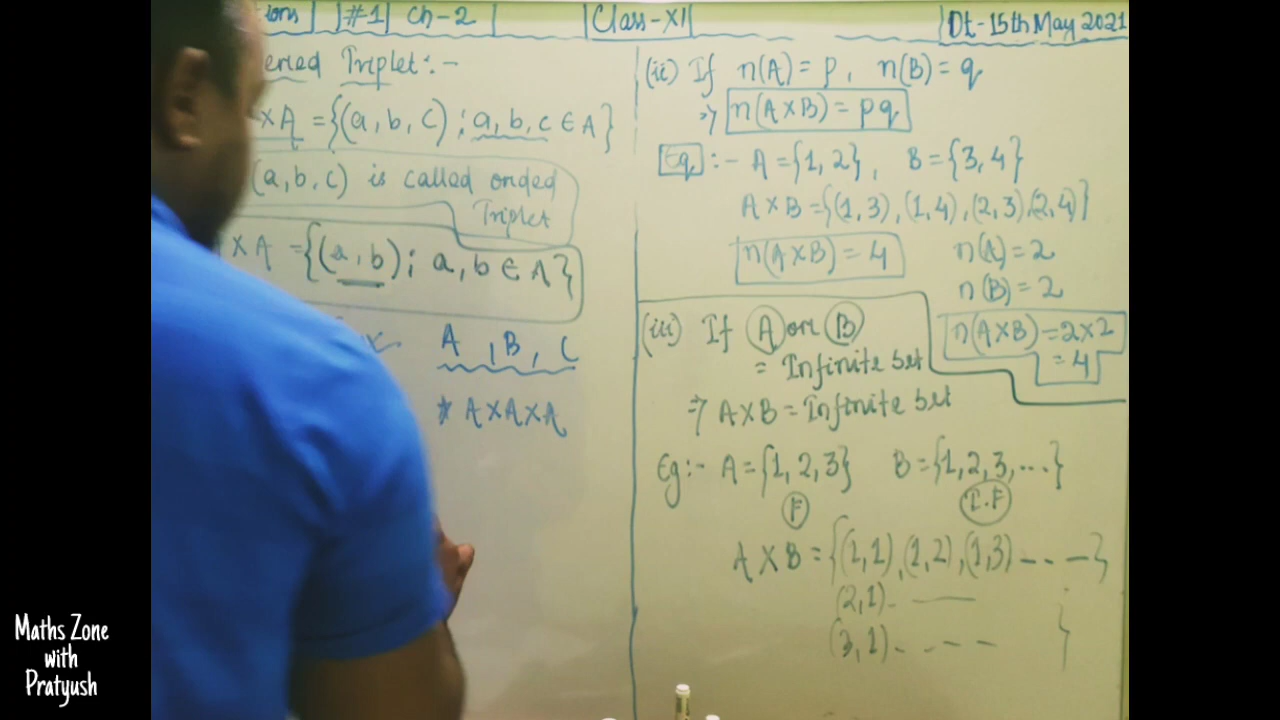 ions | #1 | Ch-2 | Class-XI | Dt-15th May 2021
Triplet:-
×A = {(a, b, c) ; a, b, c ∈ A}
(a, b, c) is called orded
Triplet
×A = {(a, b) ; a, b ∈ A}
A , B , C
* A×A×A
(ii) If n(A) = p, n(B) = q
⇒ n(A×B) = pq
Eg :- A = {1, 2}, B = {3, 4}
A×B = {(1, 3), (1, 4), (2, 3), (2, 4)}
n(A×B) = 4 n(A) = 2
n(B) = 2
n(A×B) = 2×2
= 4
(iii) If A or B
= Infinite set
⇒ A×B = Infinite set
Eg:- A = {1, 2, 3} B = {1, 2, 3, ....}
F I.F
A × B = {(1, 1), (1, 2), (1, 3) -- . —}
(2, 1). ——
(3, 1)- . - - - }
Maths Zone
with
Pratyush